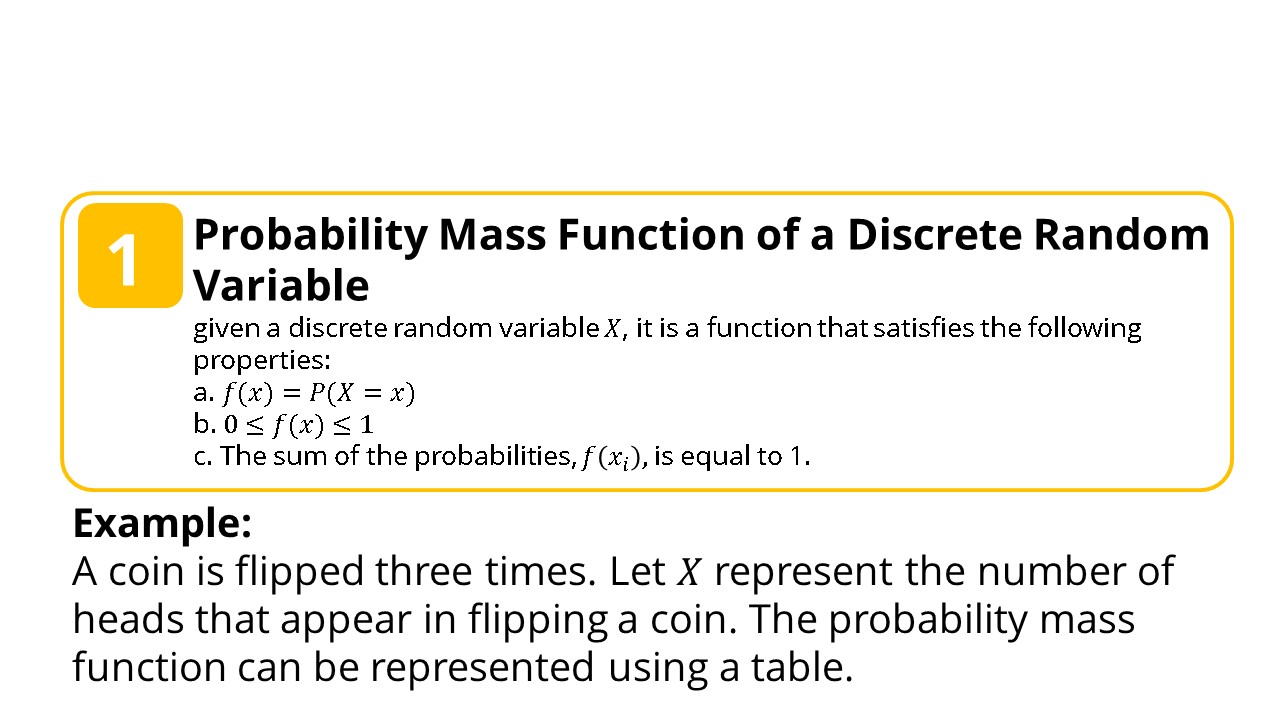 1
Probability Mass Function of a Discrete Random
Variable
given a discrete random variable X, it is a function that satisfies the following
properties:
a. f(x) = P(X = x)
b. 0 ≤ f(x) ≤ 1
c. The sum of the probabilities, f(xᵢ), is equal to 1.
Example:
A coin is flipped three times. Let X represent the number of
heads that appear in flipping a coin. The probability mass
function can be represented using a table.